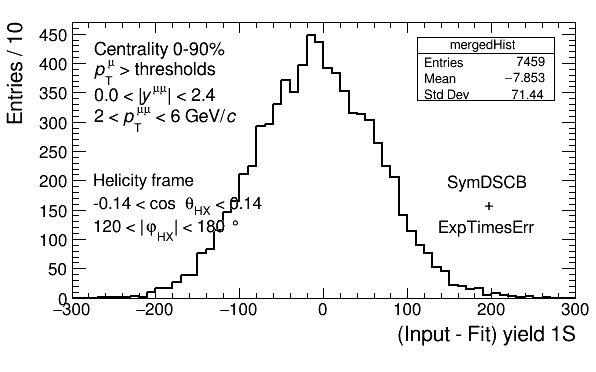 Entries / 10
450
400
350
300
250
200
150
100
50
0
Centrality 0-90%
p_T^μ > thresholds
0.0 < |y^μμ| < 2.4
2 < p_T^μμ < 6 GeV/c
mergedHist
Entries 7459
Mean −7.853
Std Dev 71.44
Helicity frame
-0.14 < cos θ_HX < 0.14
120 < |φ_HX| < 180 °
SymDSCB
+
ExpTimesErr
−300 −200 −100 0 100 200 300
(Input - Fit) yield 1S